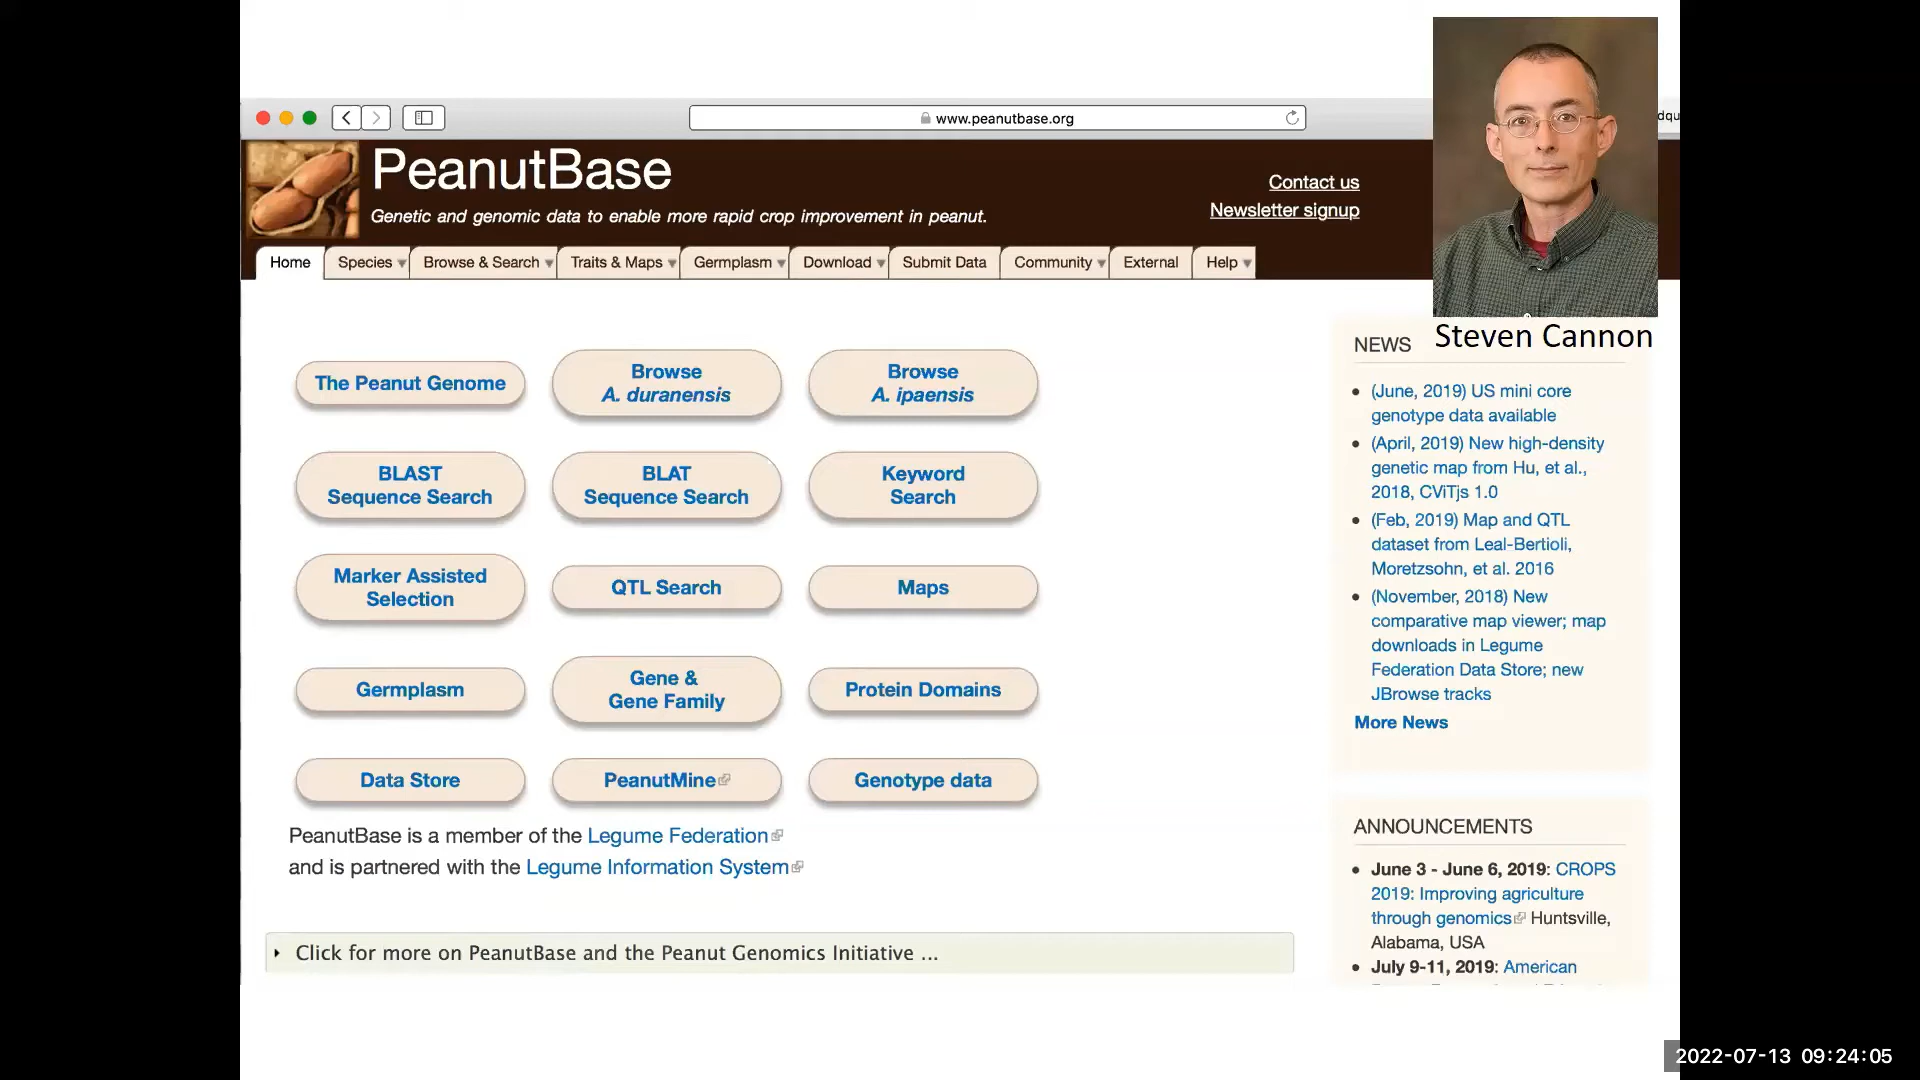 www.peanutbase.org
dqu
PeanutBase
Genetic and genomic data to enable more rapid crop improvement in peanut.
Contact us
Newsletter signup
Home
Species
Browse & Search
Traits & Maps
Germplasm
Download
Submit Data
Community
External
Help
The Peanut Genome
Browse
A. duranensis
Browse
A. ipaensis
BLAST
Sequence Search
BLAT
Sequence Search
Keyword
Search
Marker Assisted
Selection
QTL Search
Maps
Germplasm
Gene &
Gene Family
Protein Domains
Data Store
PeanutMine
Genotype data
PeanutBase is a member of the Legume Federation
and is partnered with the Legume Information System
Click for more on PeanutBase and the Peanut Genomics Initiative ...
Steven Cannon
NEWS
(June, 2019) US mini core
genotype data available
(April, 2019) New high-density
genetic map from Hu, et al.,
2018, CViTjs 1.0
(Feb, 2019) Map and QTL
dataset from Leal-Bertioli,
Moretzsohn, et al. 2016
(November, 2018) New
comparative map viewer; map
downloads in Legume
Federation Data Store; new
JBrowse tracks
More News
ANNOUNCEMENTS
June 3 - June 6, 2019: CROPS
2019: Improving agriculture
through genomics Huntsville,
Alabama, USA
July 9-11, 2019: American
2022-07-13 09:24:05